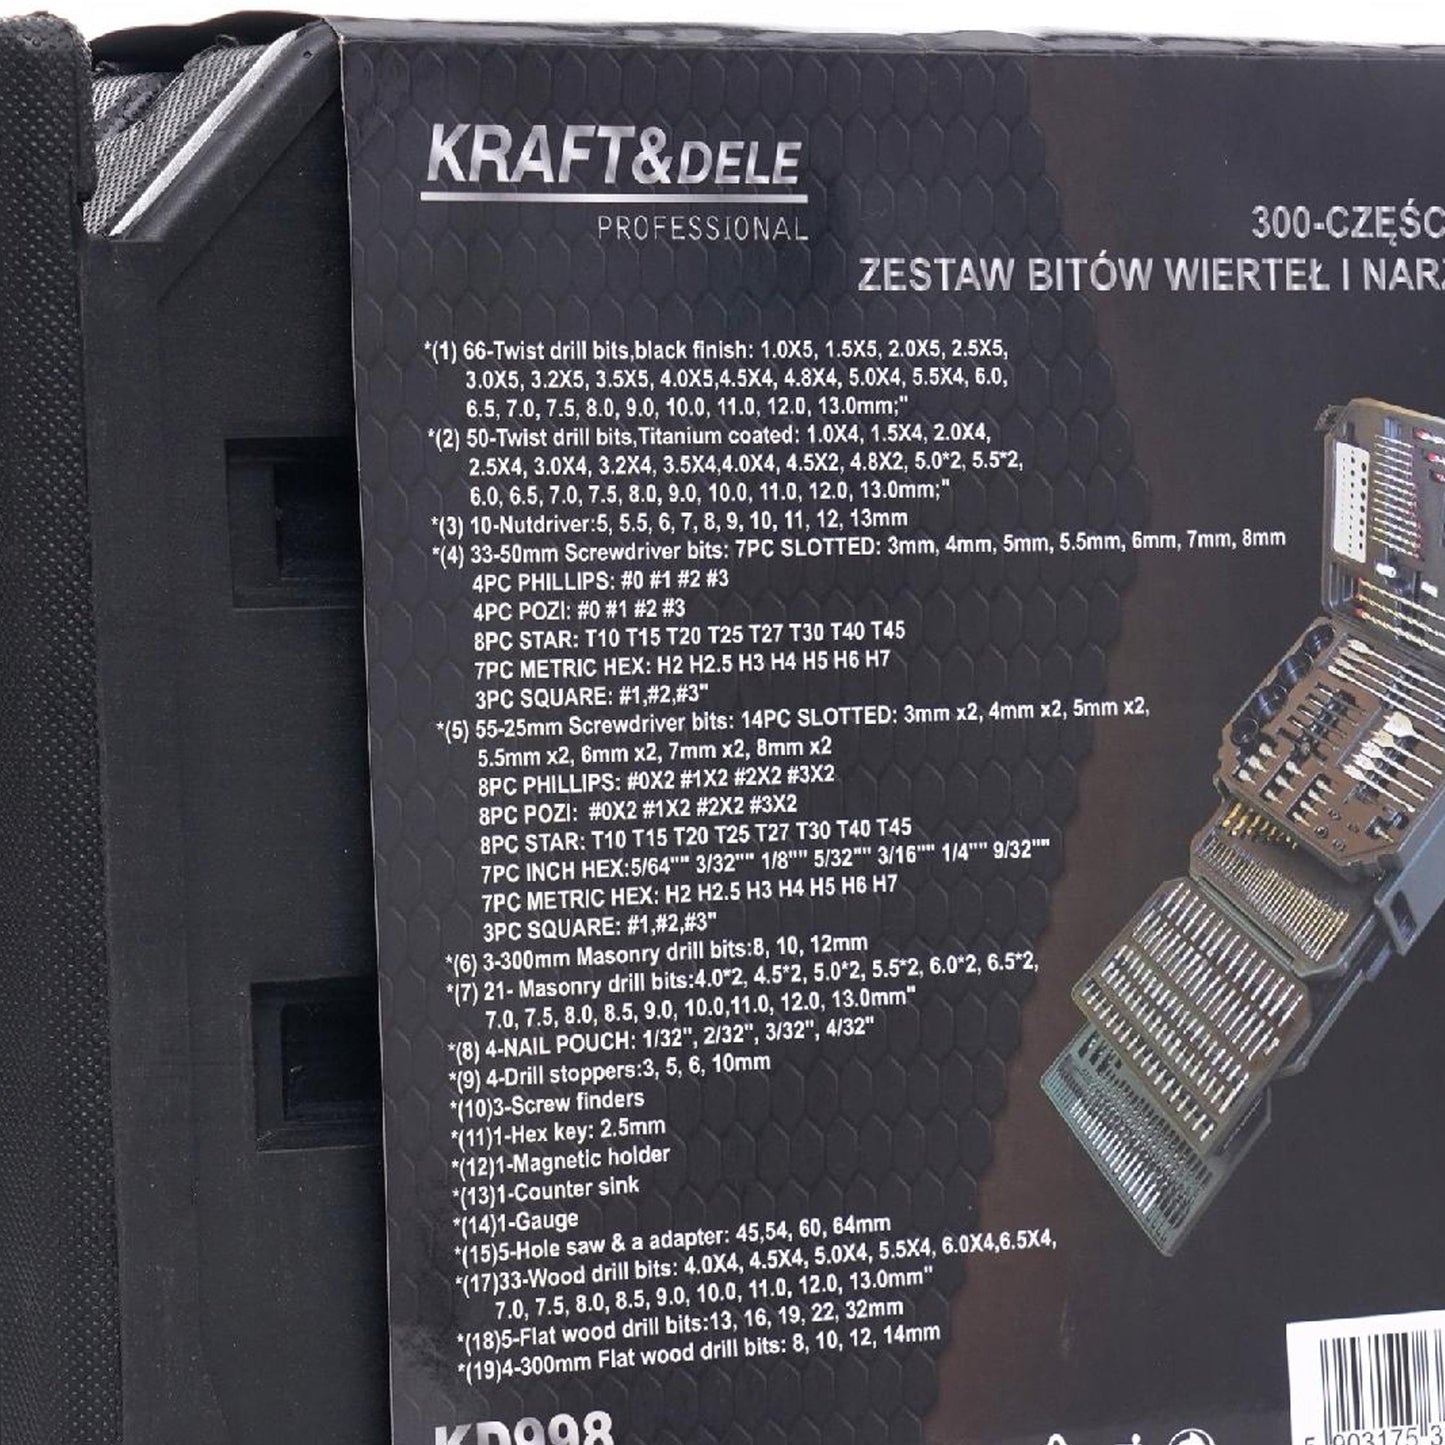 KRAFT&DELE
PROFESSIONAL
300-CZĘŚC
ZESTAW BITÓW WIERTEŁ I NARZ
*(1) 66-Twist drill bits,black finish: 1.0X5, 1.5X5, 2.0X5, 2.5X5,
3.0X5, 3.2X5, 3.5X5, 4.0X5,4.5X4, 4.8X4, 5.0X4, 5.5X4, 6.0,
6.5, 7.0, 7.5, 8.0, 9.0, 10.0, 11.0, 12.0, 13.0mm;"
*(2) 50-Twist drill bits,Titanium coated: 1.0X4, 1.5X4, 2.0X4,
2.5X4, 3.0X4, 3.2X4, 3.5X4,4.0X4, 4.5X2, 4.8X2, 5.0*2, 5.5*2,
6.0, 6.5, 7.0, 7.5, 8.0, 9.0, 10.0, 11.0, 12.0, 13.0mm;"
*(3) 10-Nutdriver:5, 5.5, 6, 7, 8, 9, 10, 11, 12, 13mm
*(4) 33-50mm Screwdriver bits: 7PC SLOTTED: 3mm, 4mm, 5mm, 5.5mm, 6mm, 7mm, 8mm
4PC PHILLIPS: #0 #1 #2 #3
4PC POZI: #0 #1 #2 #3
8PC STAR: T10 T15 T20 T25 T27 T30 T40 T45
7PC METRIC HEX: H2 H2.5 H3 H4 H5 H6 H7
3PC SQUARE: #1,#2,#3"
*(5) 55-25mm Screwdriver bits: 14PC SLOTTED: 3mm x2, 4mm x2, 5mm x2,
5.5mm x2, 6mm x2, 7mm x2, 8mm x2
8PC PHILLIPS: #0X2 #1X2 #2X2 #3X2
8PC POZI: #0X2 #1X2 #2X2 #3X2
8PC STAR: T10 T15 T20 T25 T27 T30 T40 T45
7PC INCH HEX:5/64"" 3/32"" 1/8"" 5/32"" 3/16"" 1/4"" 9/32""
7PC METRIC HEX: H2 H2.5 H3 H4 H5 H6 H7
3PC SQUARE: #1,#2,#3"
*(6) 3-300mm Masonry drill bits:8, 10, 12mm
*(7) 21- Masonry drill bits:4.0*2, 4.5*2, 5.0*2, 5.5*2, 6.0*2, 6.5*2,
7.0, 7.5, 8.0, 8.5, 9.0, 10.0,11.0, 12.0, 13.0mm"
*(8) 4-NAIL POUCH: 1/32", 2/32", 3/32", 4/32"
*(9) 4-Drill stoppers:3, 5, 6, 10mm
*(10)3-Screw finders
*(11)1-Hex key: 2.5mm
*(12)1-Magnetic holder
*(13)1-Counter sink
*(14)1-Gauge
*(15)5-Hole saw & a adapter: 45,54, 60, 64mm
*(17)33-Wood drill bits: 4.0X4, 4.5X4, 5.0X4, 5.5X4, 6.0X4,6.5X4,
7.0, 7.5, 8.0, 8.5, 9.0, 10.0, 11.0, 12.0, 13.0mm"
*(18)5-Flat wood drill bits:13, 16, 19, 22, 32mm
*(19)4-300mm Flat wood drill bits: 8, 10, 12, 14mm
KD998
5 903175 3